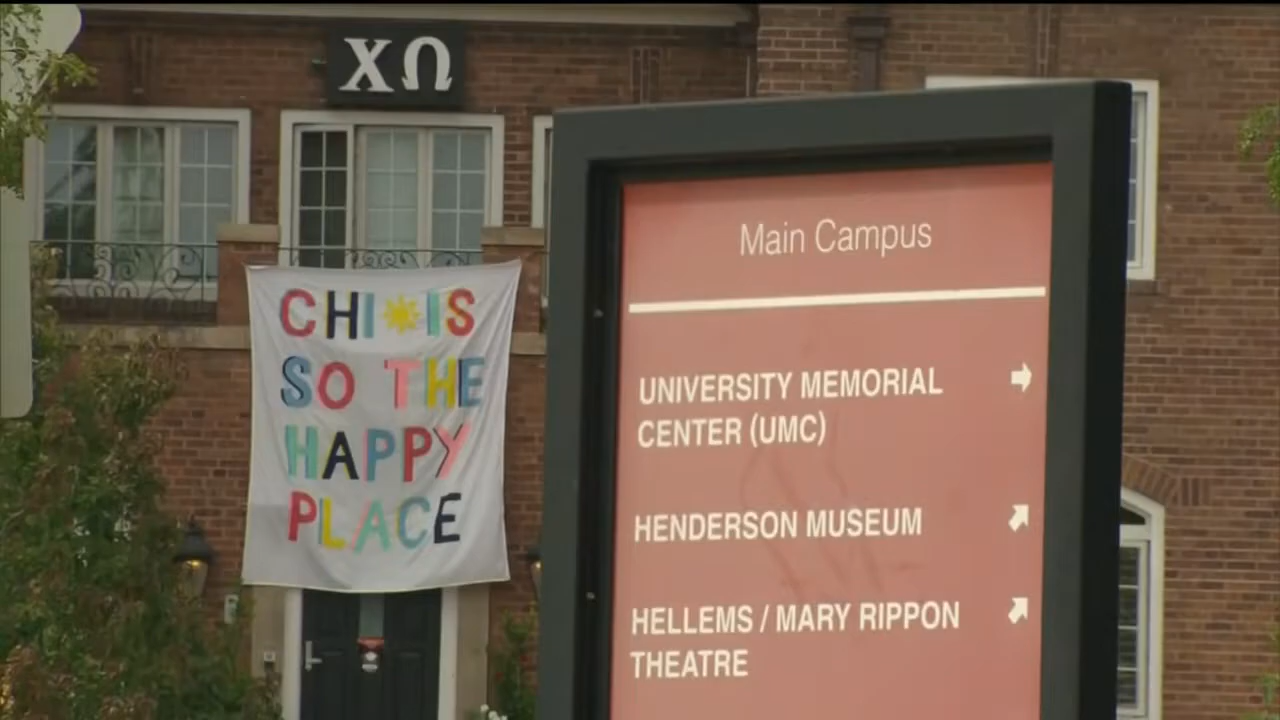 ΧΩ
CHI IS
SO THE
HAPPY
PLACE
Main Campus
UNIVERSITY MEMORIAL
CENTER (UMC)
HENDERSON MUSEUM
HELLEMS / MARY RIPPON
THEATRE